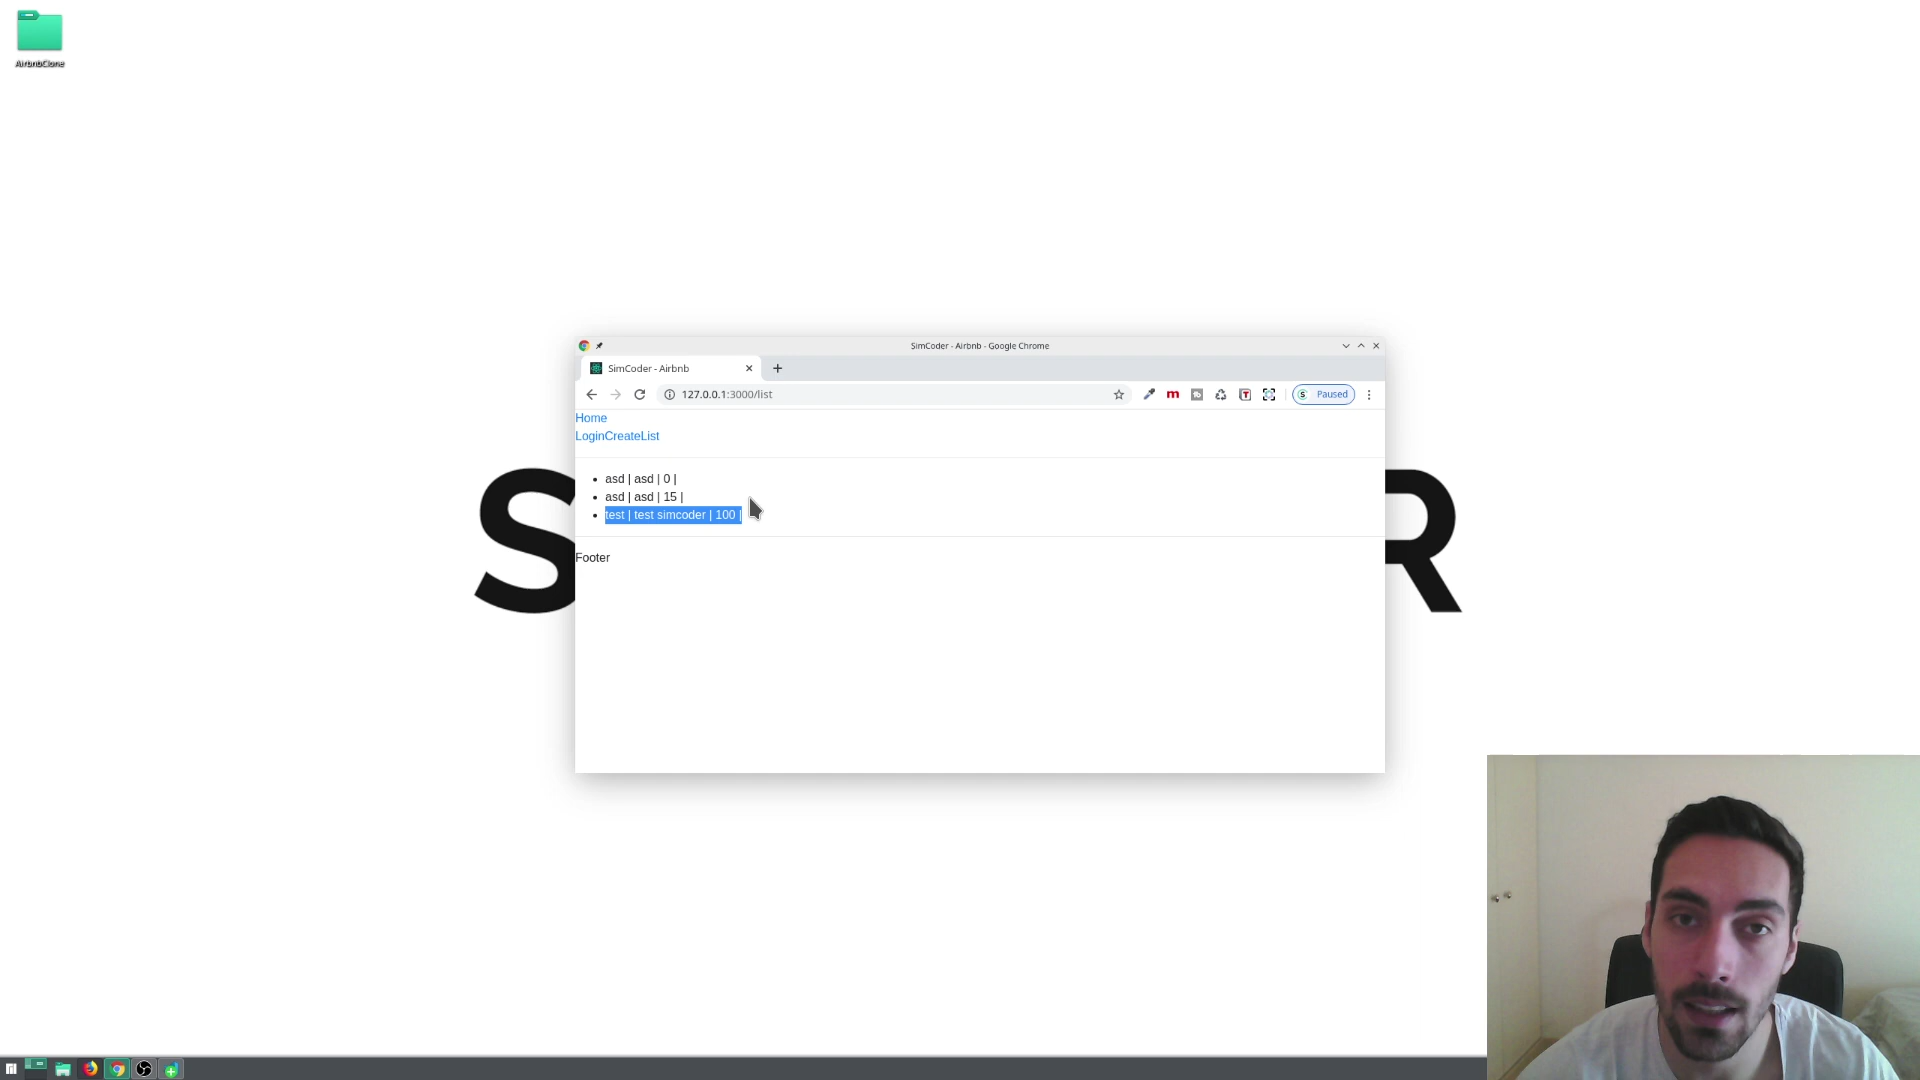 AirbnbClone
SimCoder - Airbnb - Google Chrome
SimCoder - Airbnb
127.0.0.1:3000/list
Paused
Home
LoginCreateList
asd | asd | 0 |
asd | asd | 15 |
test | test simcoder | 100 |
Footer
S
R